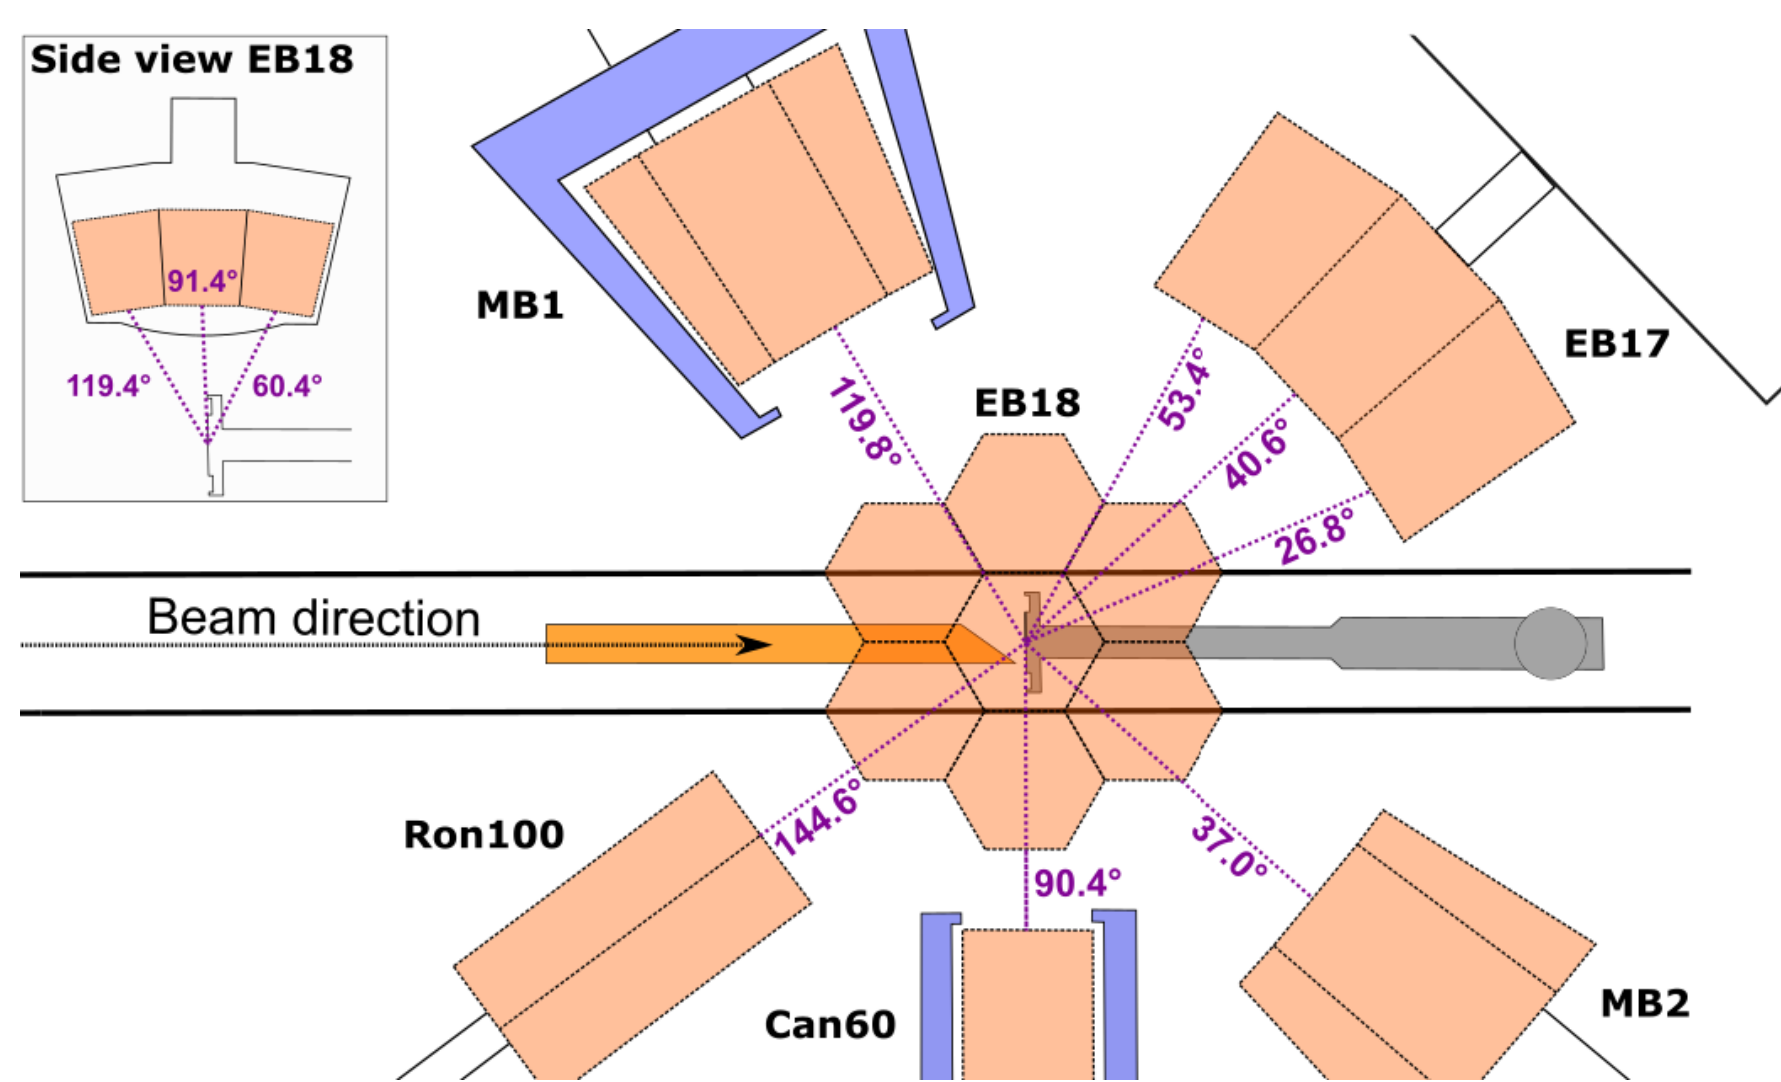 Side view EB18
91.4°
119.4°
60.4°
MB1
EB17
119.8°
EB18
53.4°
40.6°
26.8°
Beam direction
Ron100
144.6°
90.4°
37.0°
Can60
MB2